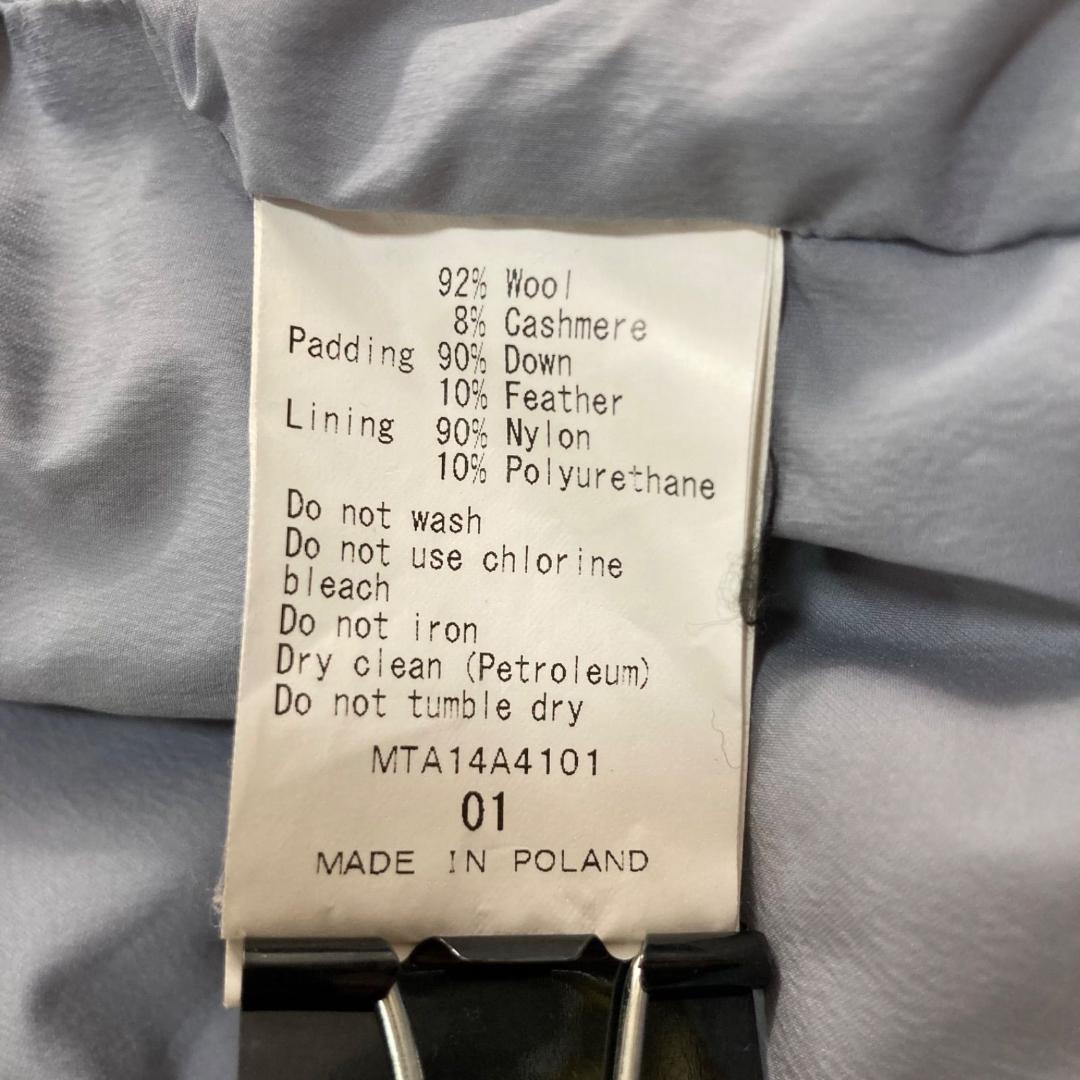 92% Wool
8% Cashmere
Padding 90% Down
10% Feather
Lining 90% Nylon
10% Polyurethane
Do not wash
Do not use chlorine
bleach
Do not iron
Dry clean (Petroleum)
Do not tumble dry
MTA14A4101
01
MADE IN POLAND